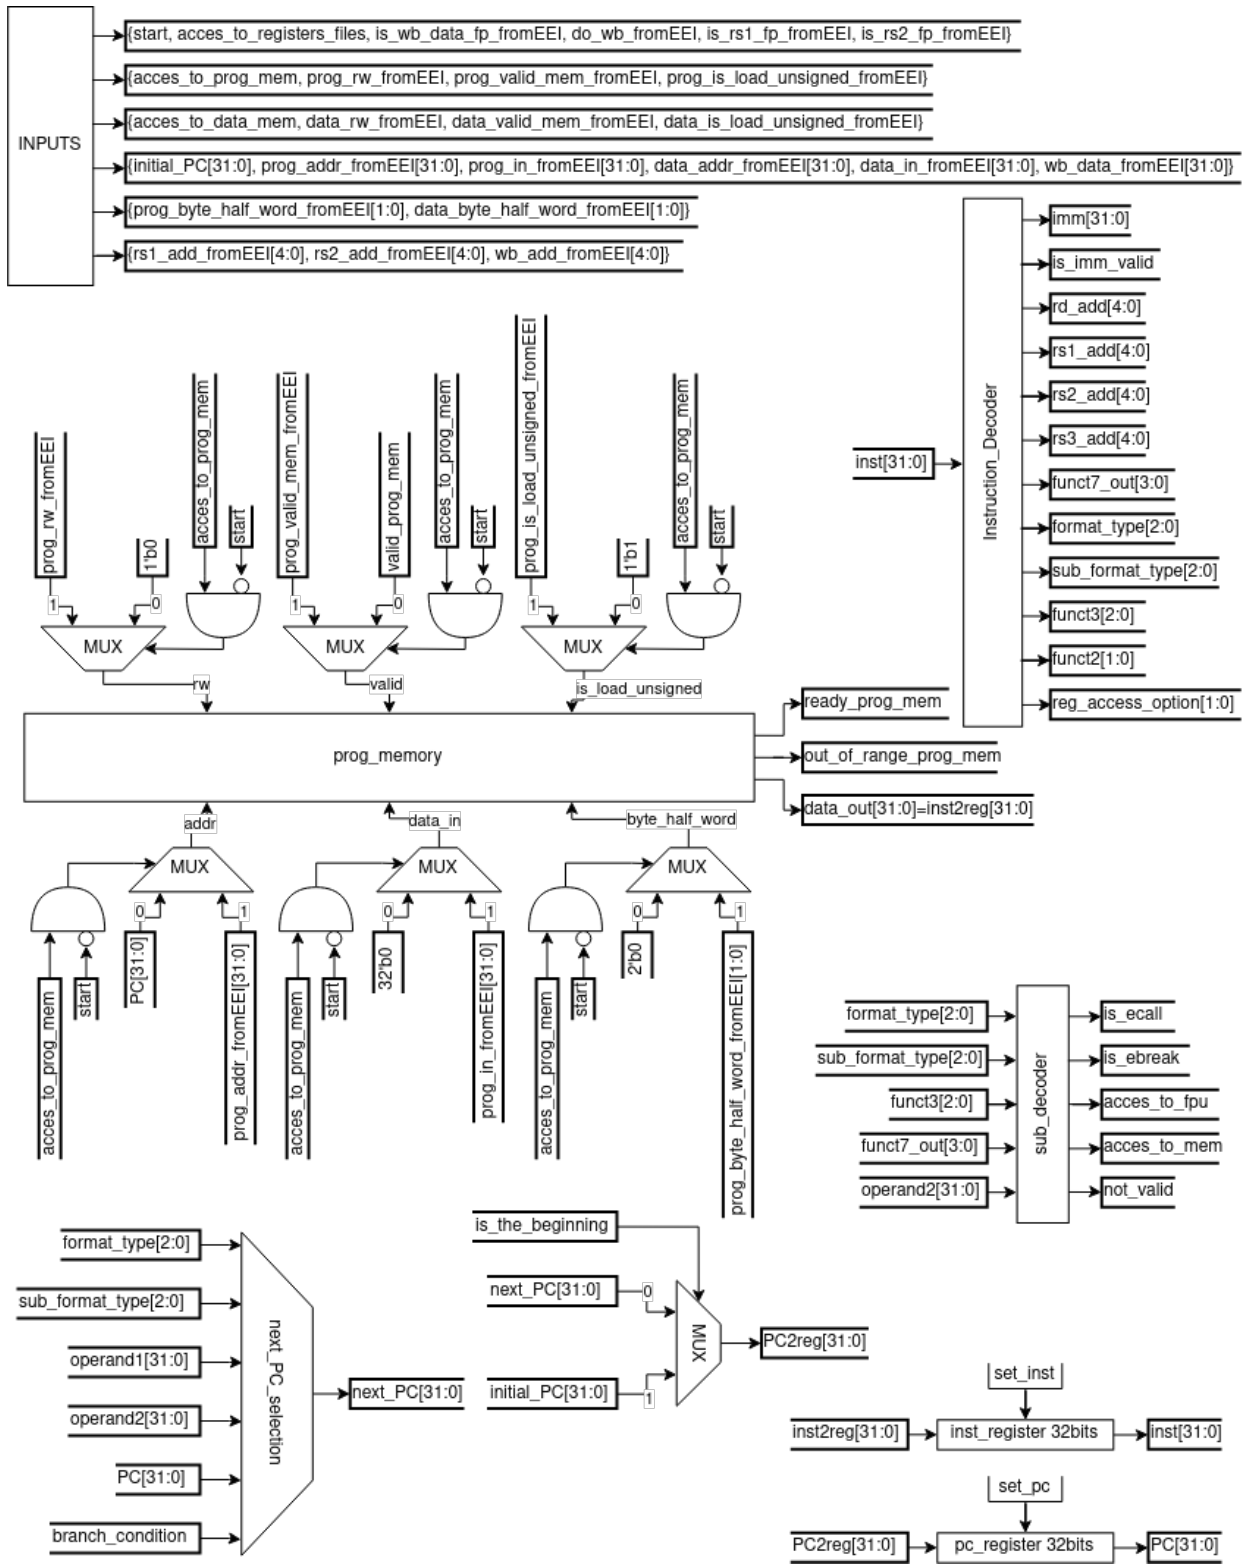 INPUTS
{start, acces_to_registers_files, is_wb_data_fp_fromEEI, do_wb_fromEEI, is_rs1_fp_fromEEI, is_rs2_fp_fromEEI}
{acces_to_prog_mem, prog_rw_fromEEI, prog_valid_mem_fromEEI, prog_is_load_unsigned_fromEEI}
{acces_to_data_mem, data_rw_fromEEI, data_valid_mem_fromEEI, data_is_load_unsigned_fromEEI}
{initial_PC[31:0), prog_addr_fromEEI[31:0), prog_in_fromEEI[31:0), data_addr_fromEEI[31:0), data_in_fromEEI[31:0), wb_data_fromEEI[31:0]}
{prog_byte_half_word_fromEEI[1:0], data_byte_half_word_fromEEI[1:0]}
{rs1_add_fromEEI[4:0], rs2_add_fromEEI[4:0], wb_add_fromEEI[4:0]}
inst[31:0]
Instruction_Decoder
imm[31:0]
is_imm_valid
rd_add[4:0]
rs1_add[4:0]
rs2_add[4:0]
rs3_add[4:0]
funct7_out[3:0]
format_type[2:0]
sub_format_type[2:0]
funct3[2:0]
funct2[1:0]
reg_access_option[1:0]
prog_rw_fromEEI
1'b0
acces_to_prog_mem
start
1
0
MUX
rw
prog_valid_mem_fromEEI
valid_prog_mem
acces_to_prog_mem
start
1
0
MUX
valid
prog_is_load_unsigned_fromEEI
1'b1
acces_to_prog_mem
start
1
0
MUX
is_load_unsigned
prog_memory
ready_prog_mem
out_of_range_prog_mem
data_out[31:0]=inst2reg[31:0]
addr
MUX
0
1
acces_to_prog_mem
start
PC[31:0]
prog_addr_fromEEI[31:0]
data_in
MUX
0
1
acces_to_prog_mem
start
32'b0
prog_in_fromEEI[31:0]
byte_half_word
MUX
0
1
acces_to_prog_mem
start
2'b0
prog_byte_half_word_fromEEI[1:0]
format_type[2:0]
sub_format_type[2:0]
funct3[2:0]
funct7_out[3:0]
operand2[31:0]
sub_decoder
is_ecall
is_ebreak
acces_to_fpu
acces_to_mem
not_valid
format_type[2:0]
sub_format_type[2:0]
operand1[31:0]
operand2[31:0]
PC[31:0]
branch_condition
next_PC_selection
next_PC[31:0]
is_the_beginning
next_PC[31:0]
0
initial_PC[31:0]
1
MUX
PC2reg[31:0]
set_inst
inst2reg[31:0]
inst_register 32bits
inst[31:0]
set_pc
PC2reg[31:0]
pc_register 32bits
PC[31:0]